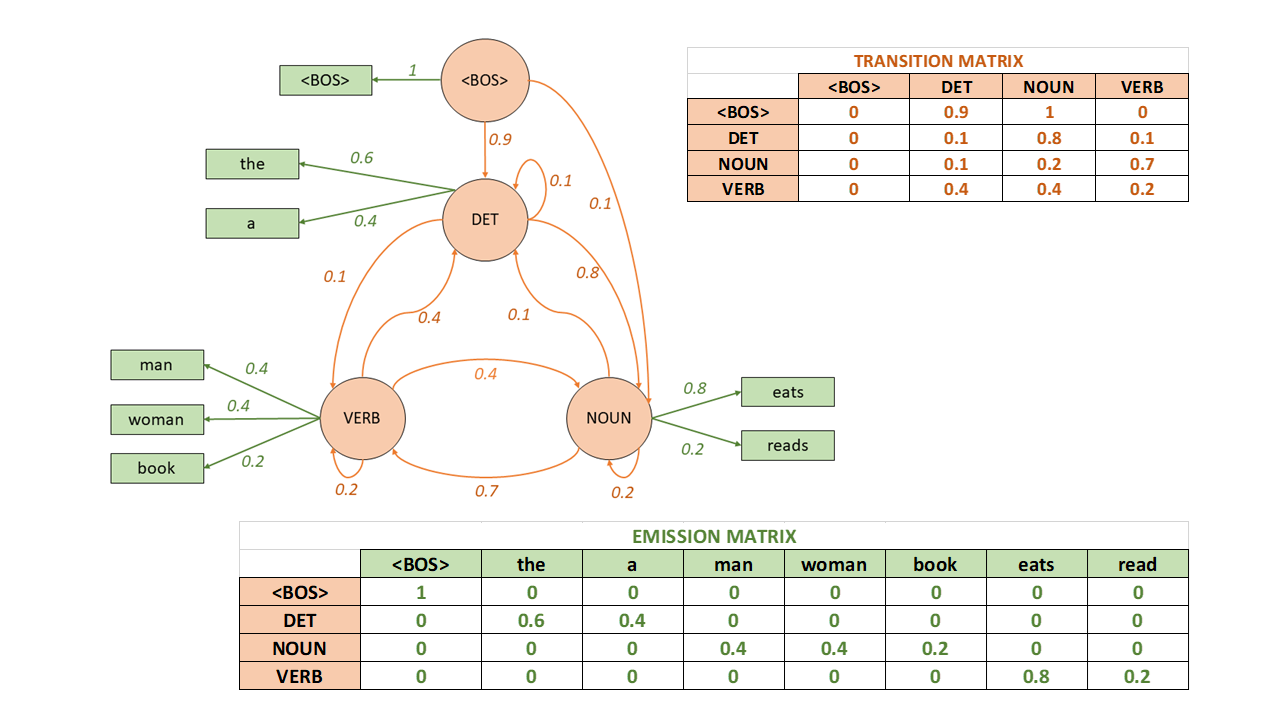 <BOS> 1 <BOS>
0.9
the 0.6
0.1
0.1
a 0.4 DET
0.1 0.8
0.4 0.1
man 0.4
0.4
woman 0.4 VERB NOUN 0.8 eats
book 0.2 0.2 reads
0.2 0.7 0.2
TRANSITION MATRIX
<BOS> DET NOUN VERB
<BOS> 0 0.9 1 0
DET 0 0.1 0.8 0.1
NOUN 0 0.1 0.2 0.7
VERB 0 0.4 0.4 0.2
EMISSION MATRIX
<BOS> the a man woman book eats read
<BOS> 1 0 0 0 0 0 0 0
DET 0 0.6 0.4 0 0 0 0 0
NOUN 0 0 0 0.4 0.4 0.2 0 0
VERB 0 0 0 0 0 0 0.8 0.2